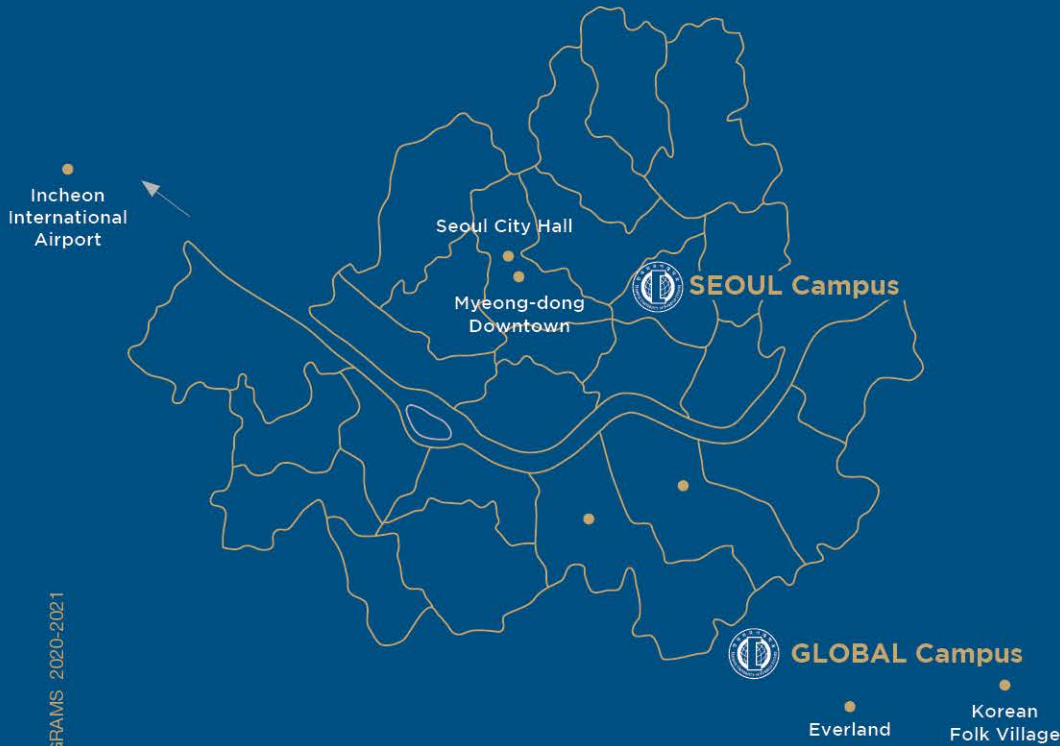 Incheon
International
Airport
Seoul City Hall
Myeong-dong
Downtown
SEOUL Campus
GLOBAL Campus
Everland
Korean
Folk Village
GRAMS 2020-2021